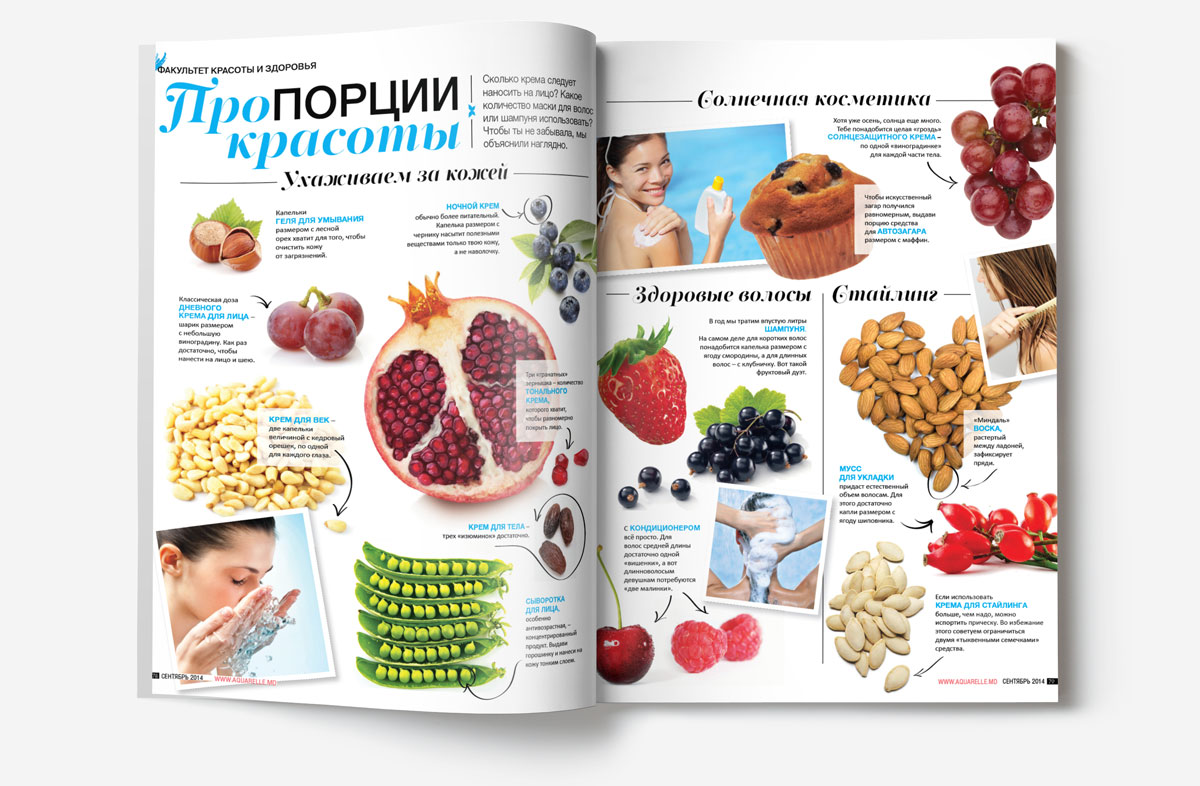 ФАКУЛЬТЕТ КРАСОТЫ И ЗДОРОВЬЯ
ПроПОРЦИИ
красоты
Сколько крема следует
наносить на лицо? Какое
количество маски для волос
или шампуня использовать?
Чтобы ты не забывала, мы
объяснили наглядно.
Ухаживаем за кожей
Капельки
ГЕЛЯ ДЛЯ УМЫВАНИЯ
размером с лесной
орех хватит для того, чтобы
очистить кожу
от загрязнений.
НОЧНОЙ КРЕМ
обычно более питательный.
Капелька размером с
чернику насытит полезными
веществами только твою кожу,
а не наволочку.
Классическая доза
ДНЕВНОГО
КРЕМА ДЛЯ ЛИЦА –
шарик размером
с небольшую
виноградину. Как раз
достаточно, чтобы
нанести на лицо и шею.
Три «гранатных»
зернышка – количество
ТОНАЛЬНОГО
КРЕМА,
которого хватит,
чтобы равномерно
покрыть лицо.
КРЕМ ДЛЯ ВЕК –
две капельки
величиной с кедровый
орешек, по одной
для каждого глаза.
КРЕМ ДЛЯ ТЕЛА –
трех «изюминок» достаточно.
СЫВОРОТКА
ДЛЯ ЛИЦА,
особенно
антивозрастная, –
концентрированный
продукт. Выдави
горошинку и нанеси на
кожу тонким слоем.
78 СЕНТЯБРЬ 2014 WWW.AQUARELLE.MD
Солнечная косметика
Хотя уже осень, солнца еще много.
Тебе понадобится целая «гроздь»
СОЛНЦЕЗАЩИТНОГО КРЕМА –
по одной «виноградинке»
для каждой части тела.
Чтобы искусственный
загар получился
равномерным, выдави
порцию средства
для АВТОЗАГАРА
размером с маффин.
Здоровые волосы
В год мы тратим впустую литры
ШАМПУНЯ.
На самом деле для коротких волос
понадобится капелька размером с
ягоду смородины, а для длинных
волос – с клубничку. Вот такой
фруктовый дуэт.
С КОНДИЦИОНЕРОМ
всё просто. Для
волос средней длины
достаточно одной
«вишенки», а вот
длинноволосым
девушкам потребуются
«две малинки».
Стайлинг
«Миндаль»
ВОСКА,
растертый
между ладоней,
зафиксирует
пряди.
МУСС
ДЛЯ УКЛАДКИ
придаст естественный
объем волосам. Для
этого достаточно
капли размером с
ягоду шиповника.
Если использовать
КРЕМА ДЛЯ СТАЙЛИНГА
больше, чем надо, можно
испортить прическу. Во избежание
этого советуем ограничиться
двумя «тыквенными семечками»
средства.
WWW.AQUARELLE.MD СЕНТЯБРЬ 2014 79